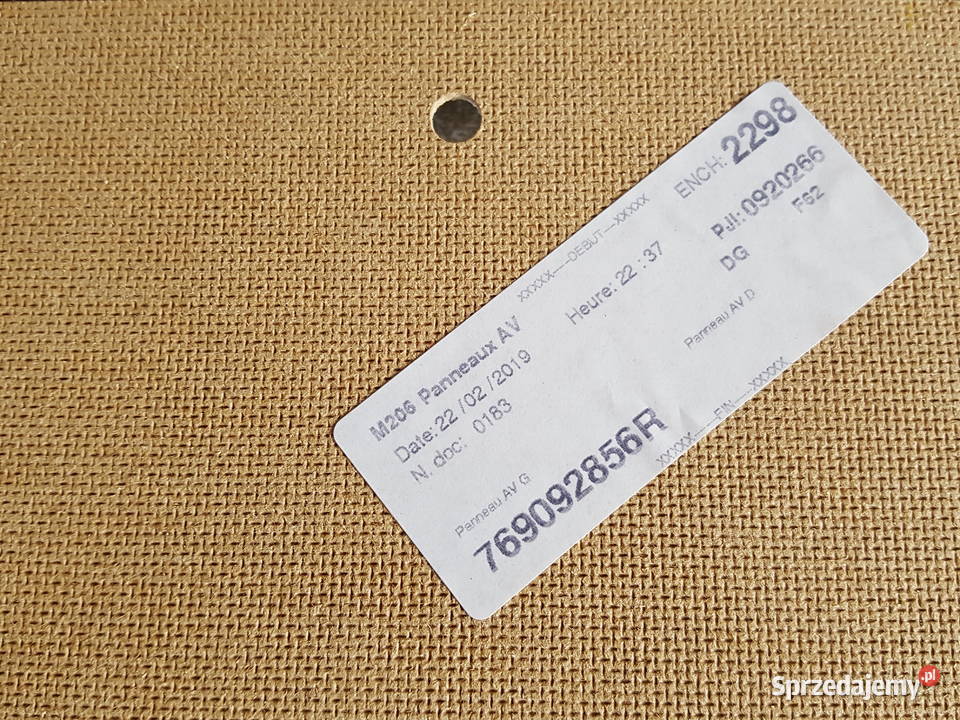 xxxxx----DEBUT---xxxxx
M206 Panneaux AV
ENCH: 2298
Date: 22 /02 /2019
Heure: 22 : 37
PJI: 0920266
N. doc: 0183
DG
F62
Panneau AV G
Panneau AV D
769092856R
xxxxx----FIN----xxxxx
Sprzedajemy.pl